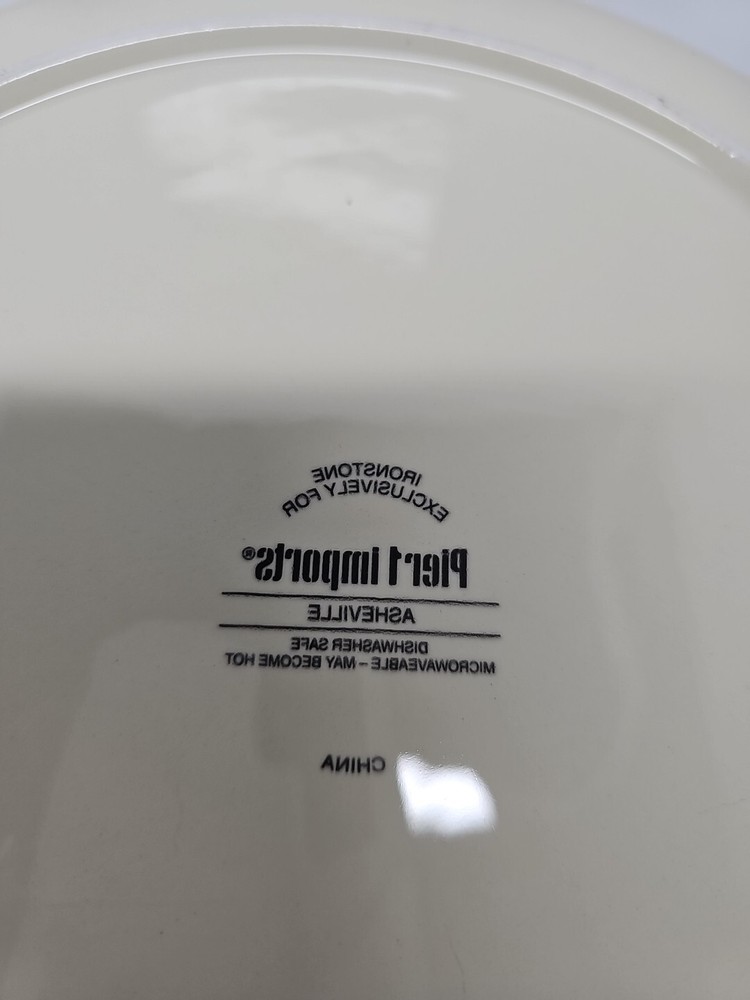 IRONSTONE
EXCLUSIVELY FOR
Pier 1 imports®
ASHEVILLE
DISHWASHER SAFE
MICROWAVEABLE – MAY BECOME HOT
CHINA